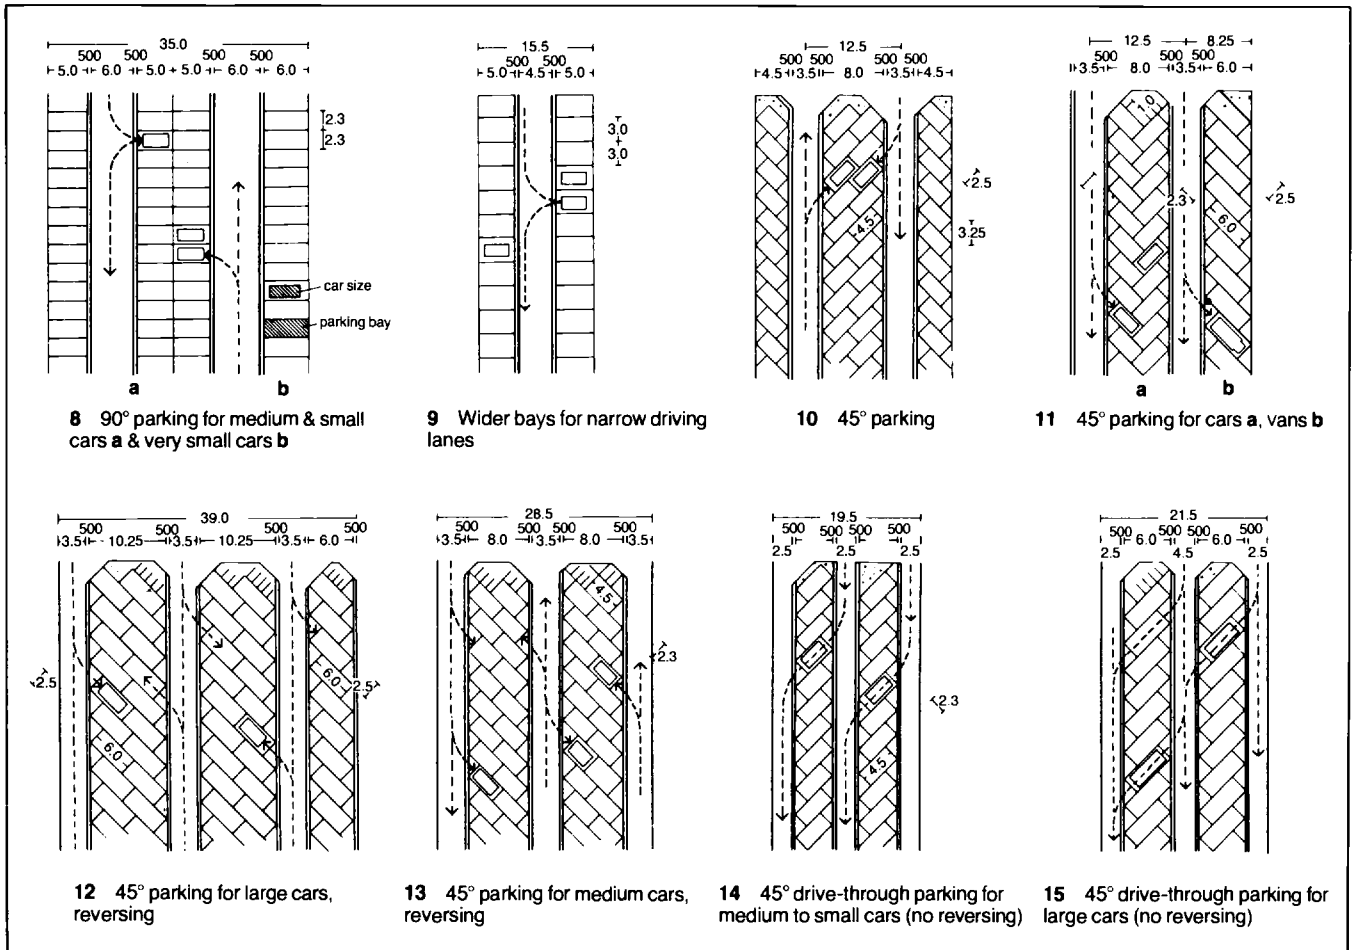 35.0
500 500 500 500
5.0 6.0 5.0 5.0 6.0 6.0
2.3
2.3
car size
parking bay
a b
8 90° parking for medium & small
cars a & very small cars b
15.5
500 500
5.0 4.5 5.0
3.0
3.0
9 Wider bays for narrow driving
lanes
12.5
500 500 500 500
4.5 3.5 8.0 3.5 4.5
4.5
2.5
3.25
10 45° parking
12.5 8.25
500 500 500
3.5 8.0 3.5 6.0
1.0
2.3
6.0
2.5
a b
11 45° parking for cars a, vans b
39.0
500 500 500 500 500
3.5 10.25 3.5 10.25 3.5 6.0
2.5
6.0
6.0
2.5
12 45° parking for large cars,
reversing
28.5
500 500 500 500
3.5 8.0 3.5 8.0 3.5
4.5
2.3
13 45° parking for medium cars,
reversing
19.5
500 500 500 500
2.5 2.5 2.5
4.5
2.3
14 45° drive-through parking for
medium to small cars (no reversing)
21.5
500 500 500 500
2.5 6.0 4.5 6.0 2.5
15 45° drive-through parking for
large cars (no reversing)